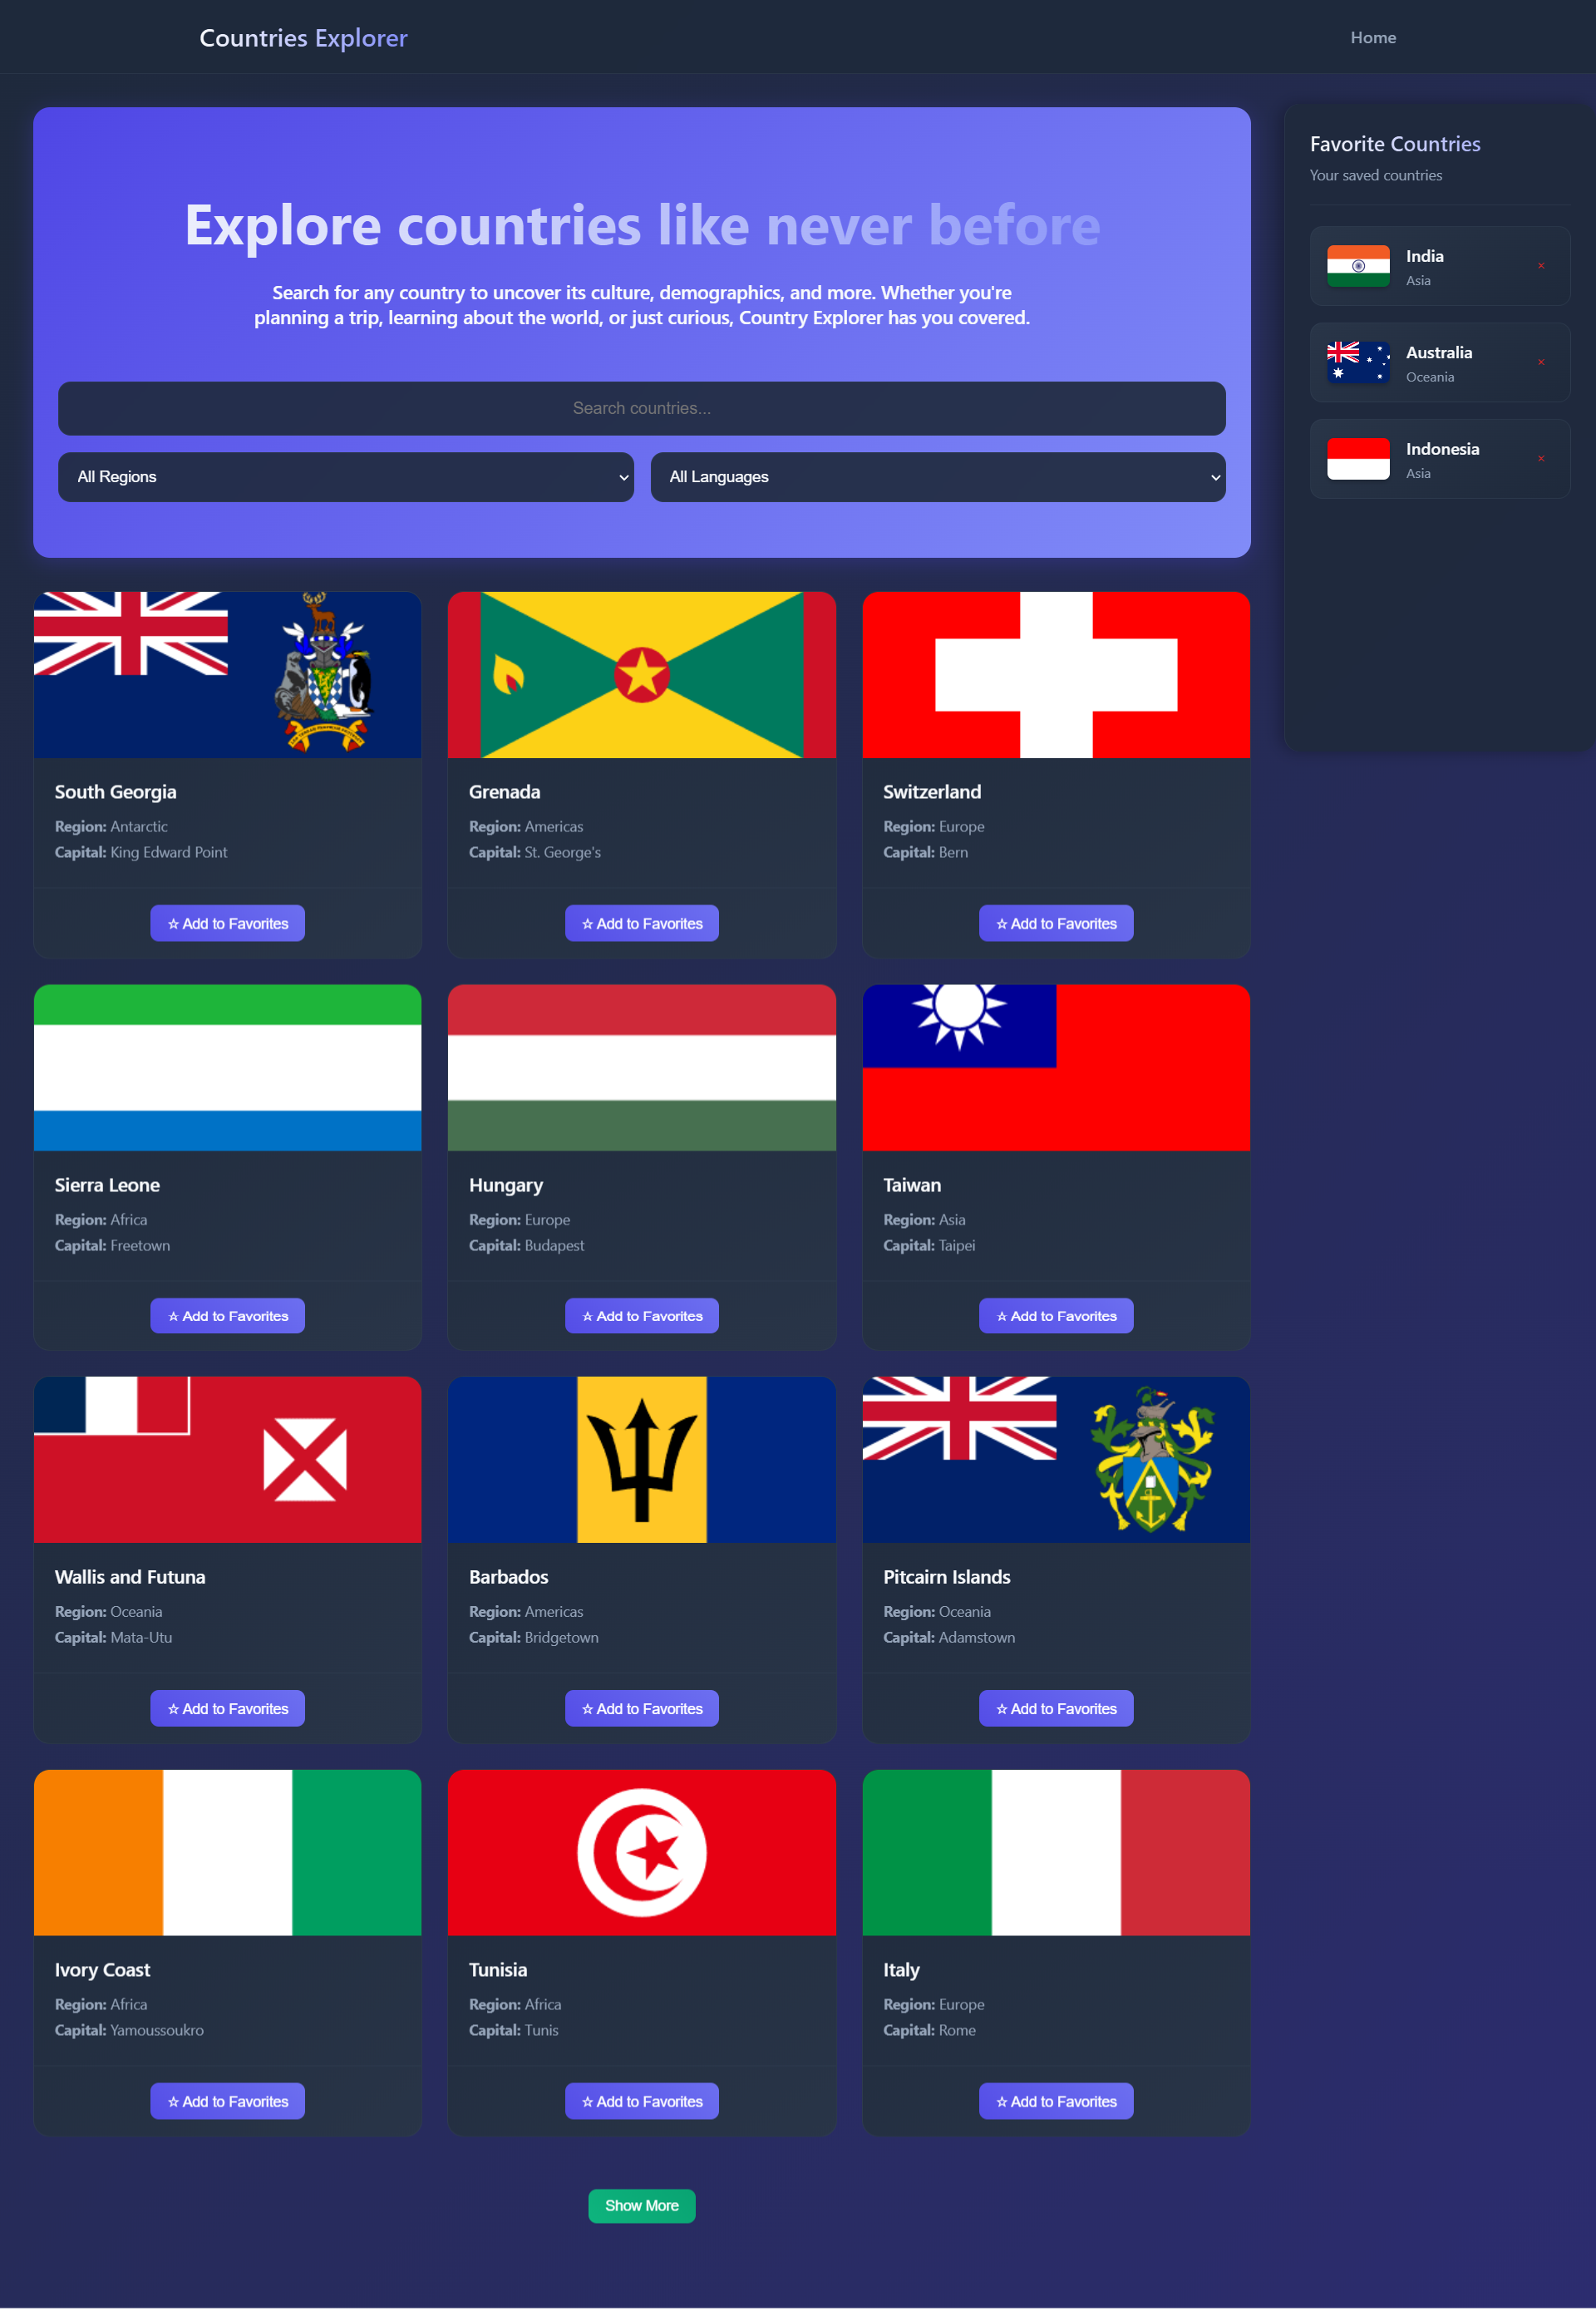 Countries Explorer
Home
Explore countries like never before
Search for any country to uncover its culture, demographics, and more. Whether you're
planning a trip, learning about the world, or just curious, Country Explorer has you covered.
Search countries...
All Regions
All Languages
Favorite Countries
Your saved countries
India
Asia
×
Australia
Oceania
×
Indonesia
Asia
×
South Georgia
Region: Antarctic
Capital: King Edward Point
☆ Add to Favorites
Grenada
Region: Americas
Capital: St. George's
☆ Add to Favorites
Switzerland
Region: Europe
Capital: Bern
☆ Add to Favorites
Sierra Leone
Region: Africa
Capital: Freetown
☆ Add to Favorites
Hungary
Region: Europe
Capital: Budapest
☆ Add to Favorites
Taiwan
Region: Asia
Capital: Taipei
☆ Add to Favorites
Wallis and Futuna
Region: Oceania
Capital: Mata-Utu
☆ Add to Favorites
Barbados
Region: Americas
Capital: Bridgetown
☆ Add to Favorites
Pitcairn Islands
Region: Oceania
Capital: Adamstown
☆ Add to Favorites
Ivory Coast
Region: Africa
Capital: Yamoussoukro
☆ Add to Favorites
Tunisia
Region: Africa
Capital: Tunis
☆ Add to Favorites
Italy
Region: Europe
Capital: Rome
☆ Add to Favorites
Show More